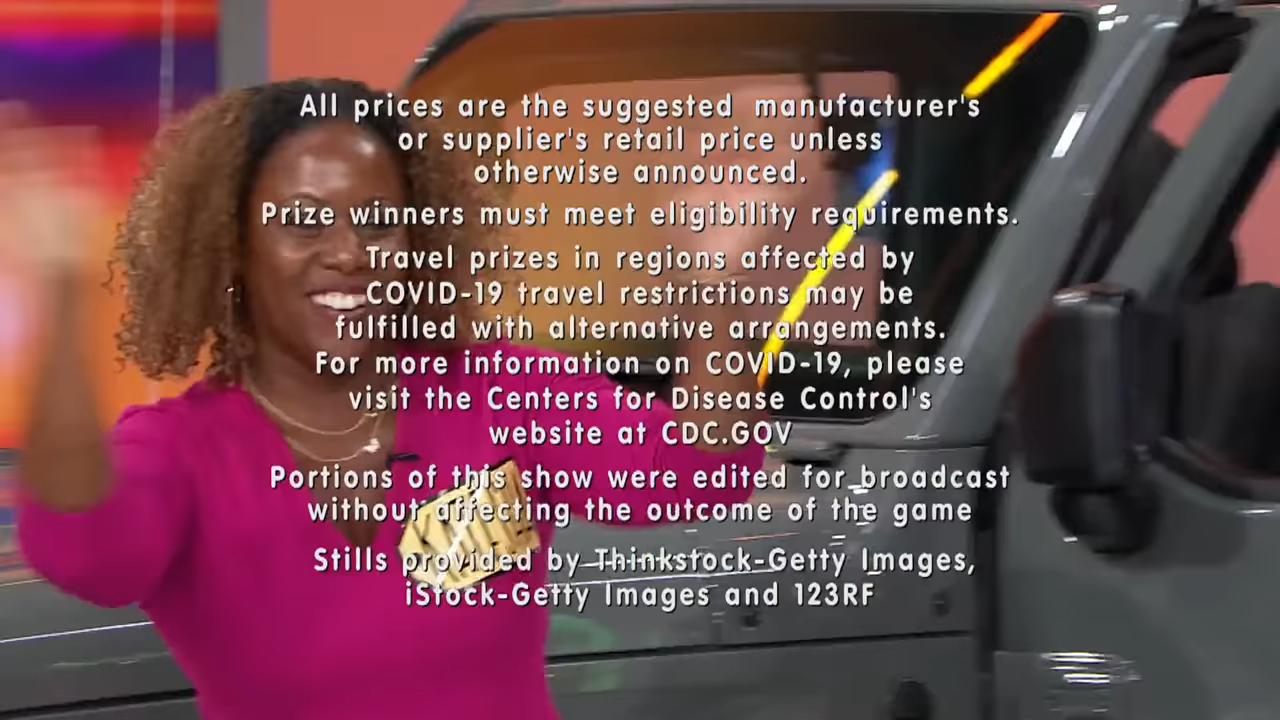 All prices are the suggested manufacturer's
or supplier's retail price unless
otherwise announced.
Prize winners must meet eligibility requirements.
Travel prizes in regions affected by
COVID-19 travel restrictions may be
fulfilled with alternative arrangements.
For more information on COVID-19, please
visit the Centers for Disease Control's
website at CDC.GOV
Portions of this show were edited for broadcast
without affecting the outcome of the game
Stills provided by Thinkstock-Getty Images,
iStock-Getty Images and 123RF